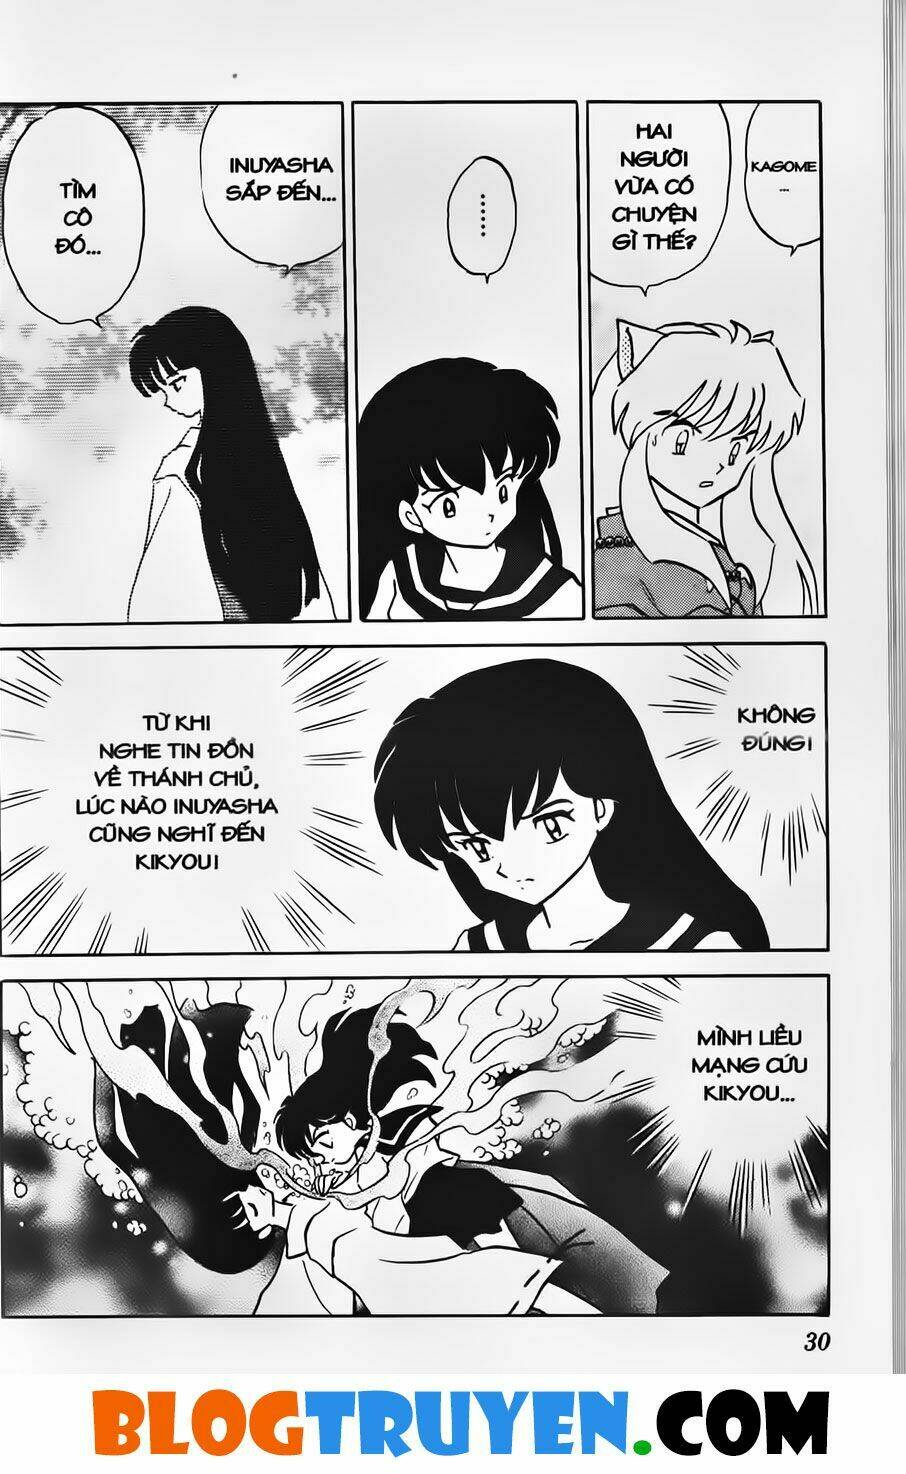 KAGOME
...
HAI
NGƯỜI
VỪA CÓ
CHUYỆN
GÌ THẾ?
......
INUYASHA
SẮP ĐẾN...
TÌM
CÔ
ĐÓ...
KHÔNG
ĐÚNG!
TỪ KHI
NGHE TIN ĐỒN
VỀ THÁNH CHỦ,
LÚC NÀO INUYASHA
CŨNG NGHĨ ĐẾN
KIKYOU!
MÌNH LIỀU
MẠNG CỨU
KIKYOU...
30
BLOGTRUYEN.COM